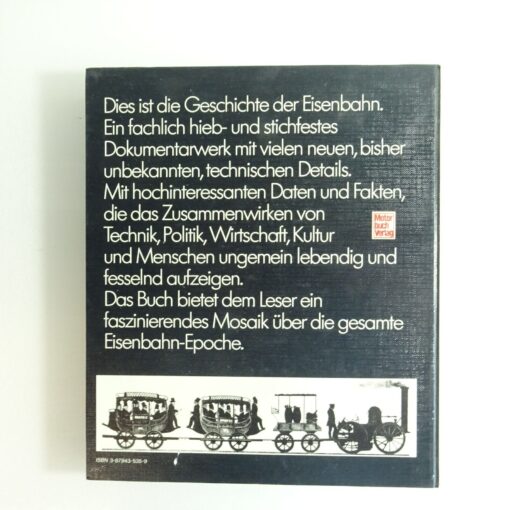 Dies ist die Geschichte der Eisenbahn.
Ein fachlich hieb- und stichfestes
Dokumentarwerk mit vielen neuen, bisher
unbekannten, technischen Details.
Mit hochinteressanten Daten und Fakten,
die das Zusammenwirken von
Technik, Politik, Wirtschaft, Kultur
und Menschen ungemein lebendig und
fesselnd aufzeigen.
Das Buch bietet dem Leser ein
faszinierendes Mosaik über die gesamte
Eisenbahn-Epoche.
Motor
buch
Verlag